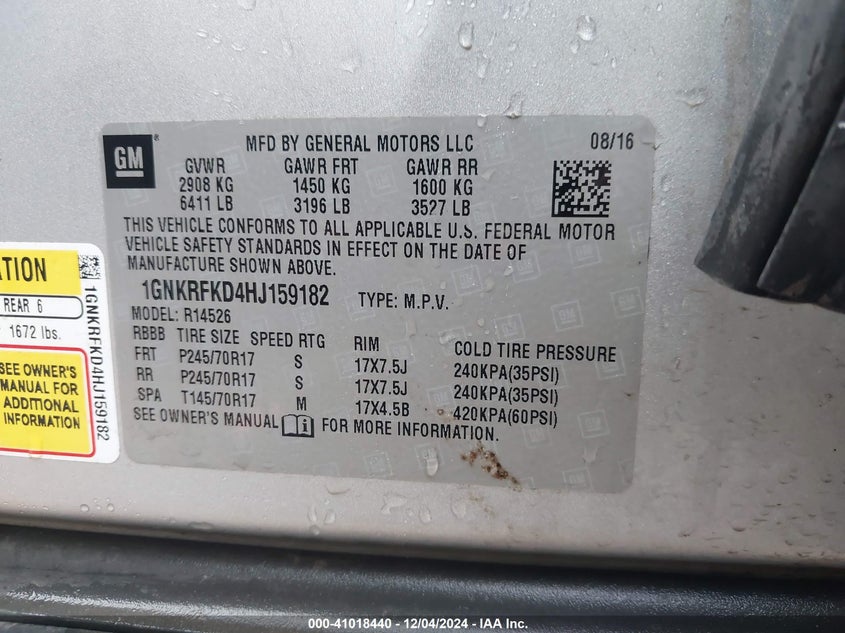 GM
®
MFD BY GENERAL MOTORS LLC 08/16
GVWR GAWR FRT GAWR RR
2908 KG 1450 KG 1600 KG
6411 LB 3196 LB 3527 LB
THIS VEHICLE CONFORMS TO ALL APPLICABLE U.S. FEDERAL MOTOR
VEHICLE SAFETY STANDARDS IN EFFECT ON THE DATE OF
MANUFACTURE SHOWN ABOVE.
1GNKRFKD4HJ159182 TYPE: M.P.V.
MODEL: R14526
RBBB TIRE SIZE SPEED RTG RIM COLD TIRE PRESSURE
FRT P245/70R17 S 17X7.5J 240KPA(35PSI)
RR P245/70R17 S 17X7.5J 240KPA(35PSI)
SPA T145/70R17 M 17X4.5B 420KPA(60PSI)
SEE OWNER'S MANUAL FOR MORE INFORMATION.
REAR 6
1672 lbs.
SEE OWNER'S
MANUAL FOR
ADDITIONAL
INFORMATION
1GNKRFKD4HJ159182
000-41018440 - 12/04/2024 - IAA Inc.